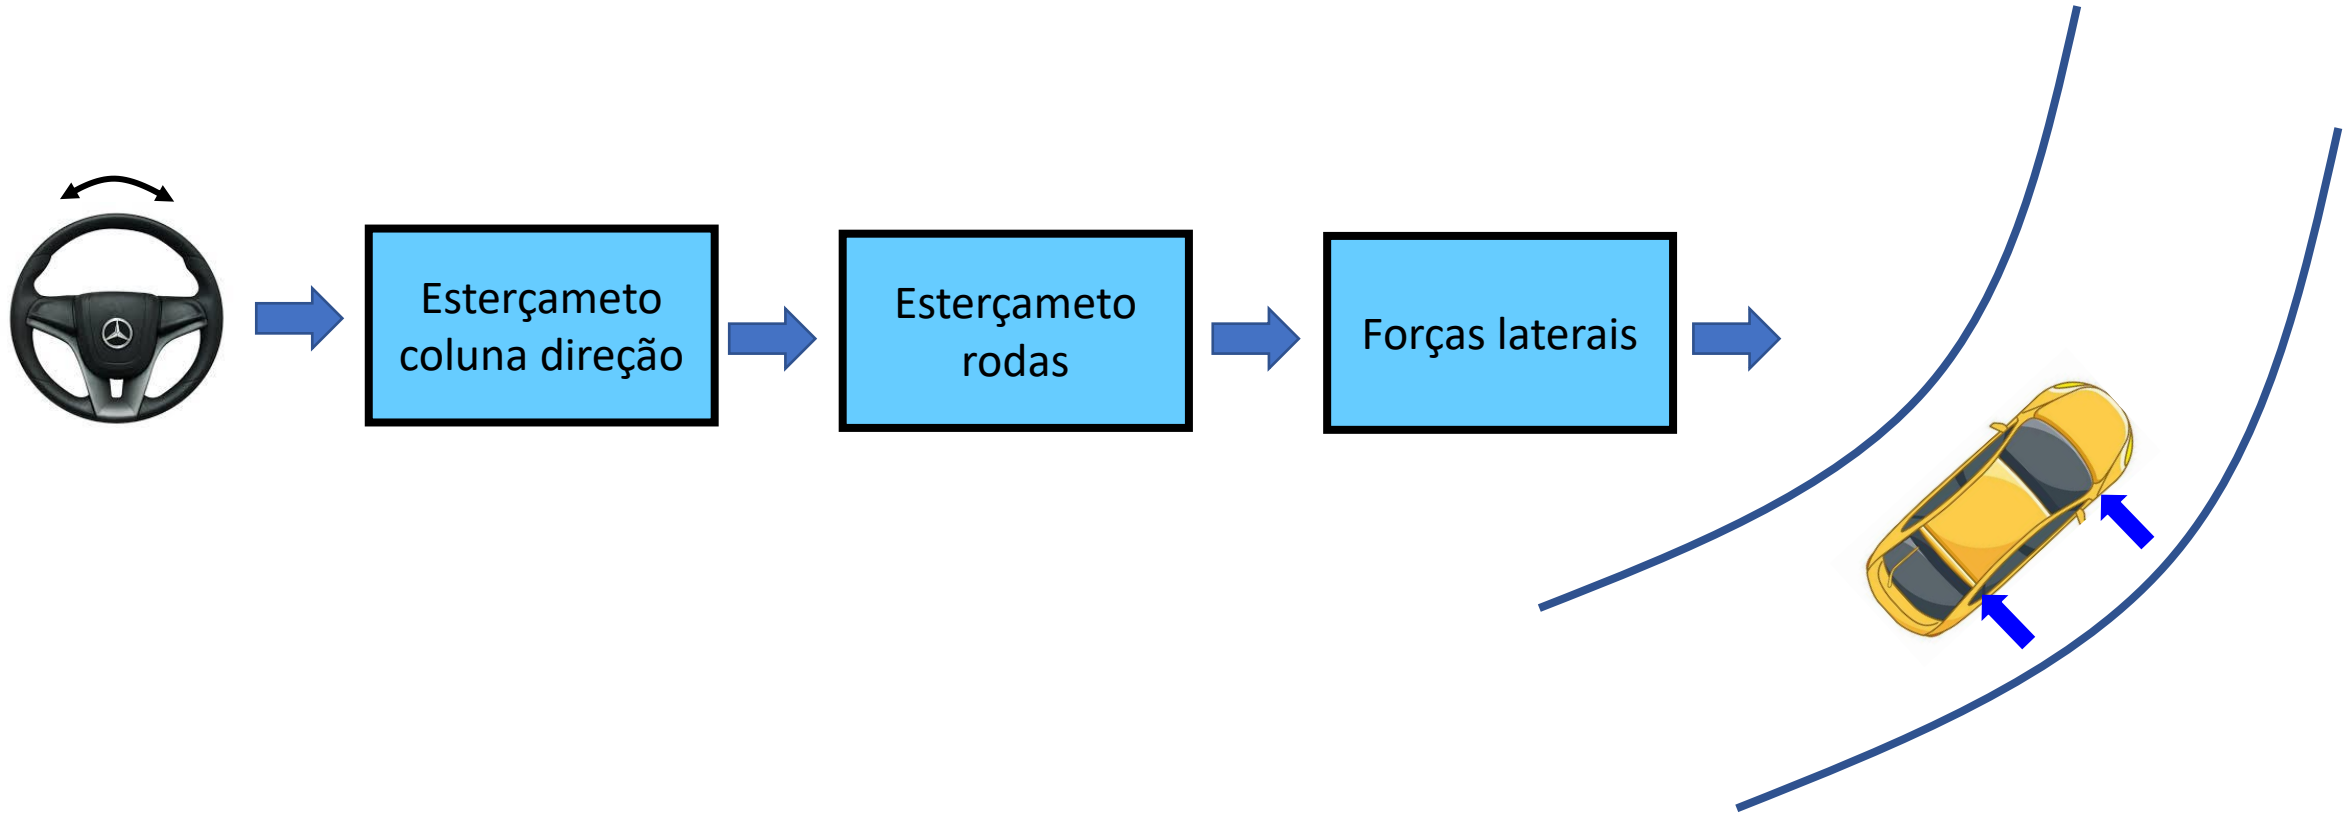 Esterçameto
coluna direção
Esterçameto
rodas
Forças laterais